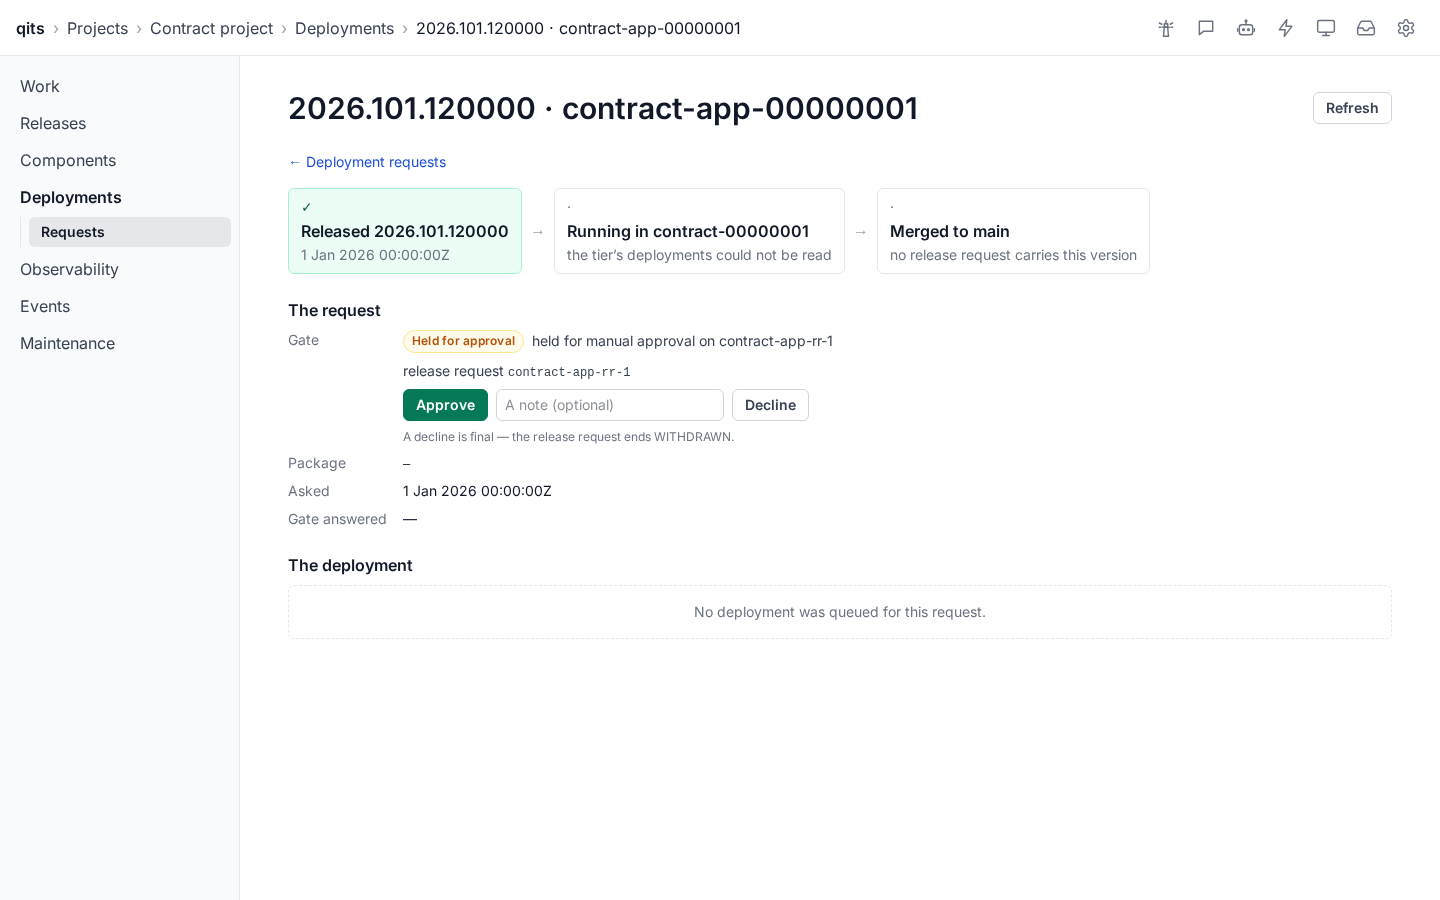 qits › Projects › Contract project › Deployments › 2026.101.120000 · contract-app-00000001
Work
Releases
Components
Deployments
Requests
Observability
Events
Maintenance
2026.101.120000 · contract-app-00000001
Refresh
← Deployment requests
✓
Released 2026.101.120000
1 Jan 2026 00:00:00Z
→
·
Running in contract-00000001
the tier’s deployments could not be read
→
·
Merged to main
no release request carries this version
The request
Gate
Held for approval held for manual approval on contract-app-rr-1
release request contract-app-rr-1
Approve A note (optional) Decline
A decline is final — the release request ends WITHDRAWN.
Package –
Asked 1 Jan 2026 00:00:00Z
Gate answered —
The deployment
No deployment was queued for this request.